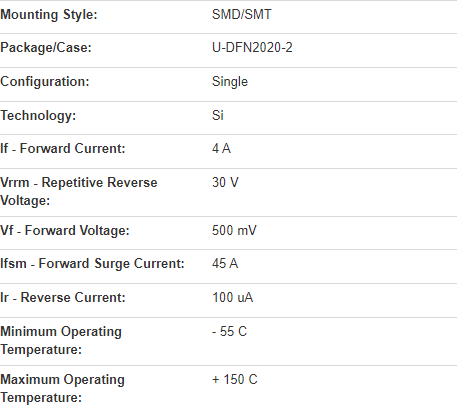 Mounting Style: SMD/SMT
Package/Case: U-DFN2020-2
Configuration: Single
Technology: Si
If - Forward Current: 4 A
Vrrm - Repetitive Reverse 30 V
Voltage:
Vf - Forward Voltage: 500 mV
Ifsm - Forward Surge Current: 45 A
Ir - Reverse Current: 100 uA
Minimum Operating - 55 C
Temperature:
Maximum Operating + 150 C
Temperature: